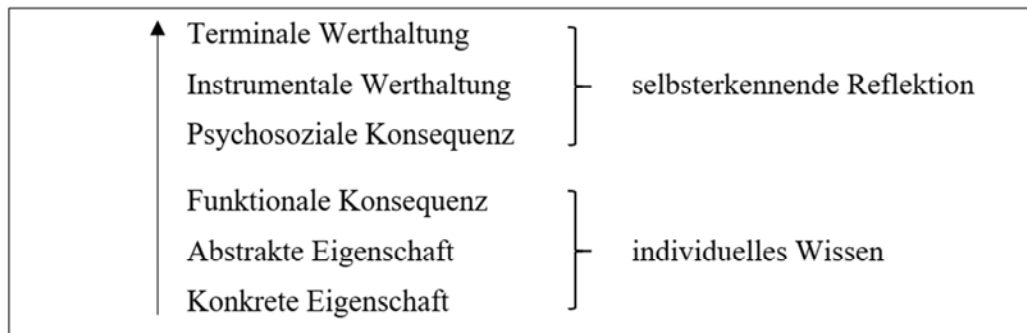 Terminale Werthaltung
Instrumentale Werthaltung
selbsterkennende Reflektion
Psychosoziale Konsequenz
Funktionale Konsequenz
Abstrakte Eigenschaft
individuelles Wissen
Konkrete Eigenschaft